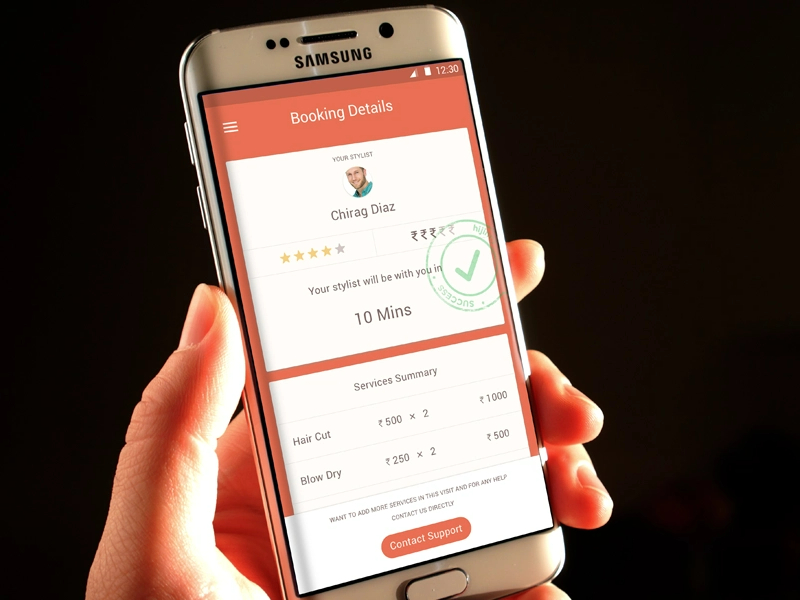 SAMSUNG
12:30
Booking Details
YOUR STYLIST
Chirag Diaz
₹₹₹₹₹
Your stylist will be with you in
10 Mins
SUCCESS
Services Summary
Hair Cut ₹ 500 × 2 ₹ 1000
Blow Dry ₹ 250 × 2 ₹ 500
WANT TO ADD MORE SERVICES IN THIS VISIT AND FOR ANY HELP
CONTACT US DIRECTLY
Contact Support